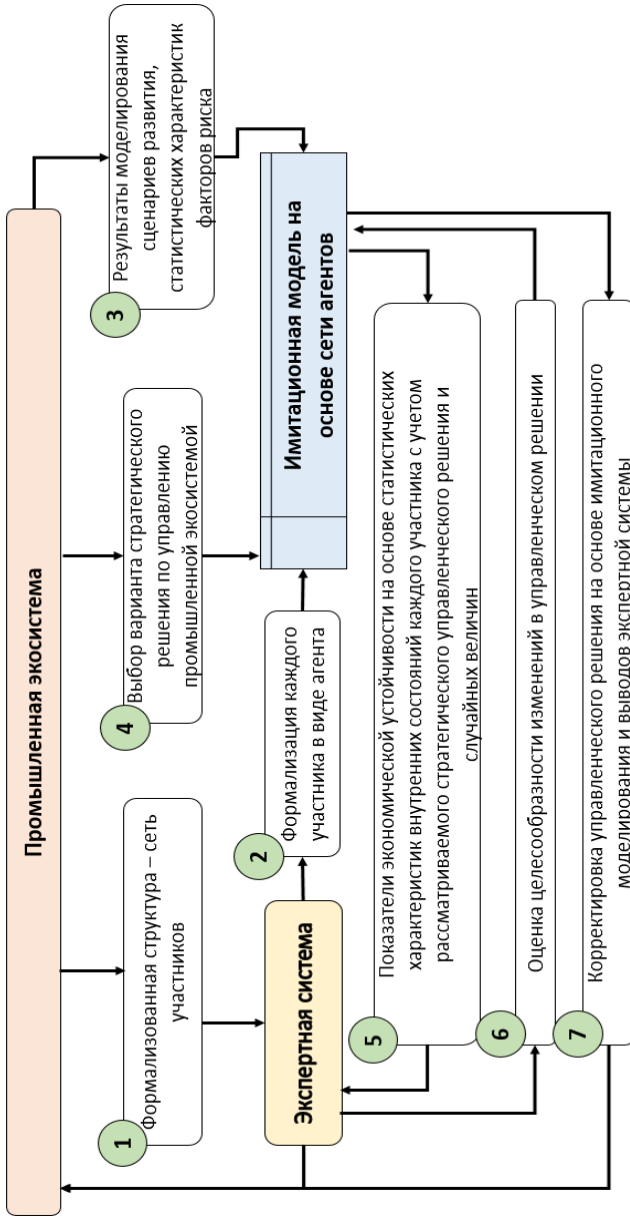 Промышленная экосистема
1
Формализованная структура – сеть
участников
4
Выбор варианта стратегического
решения по управлению
промышленной экосистемой
3
Результаты моделирования
сценариев развития,
статистических характеристик
факторов риска
Экспертная система
2
Формализация каждого
участника в виде агента
Имитационная модель на
основе сети агентов
5
Показатели экономической устойчивости на основе статистических
характеристик внутренних состояний каждого участника с учетом
рассматриваемого стратегического управленческого решения и
случайных величин
6
Оценка целесообразности изменений в управленческом решении
7
Корректировка управленческого решения на основе имитационного
моделирования и выводов экспертной системы